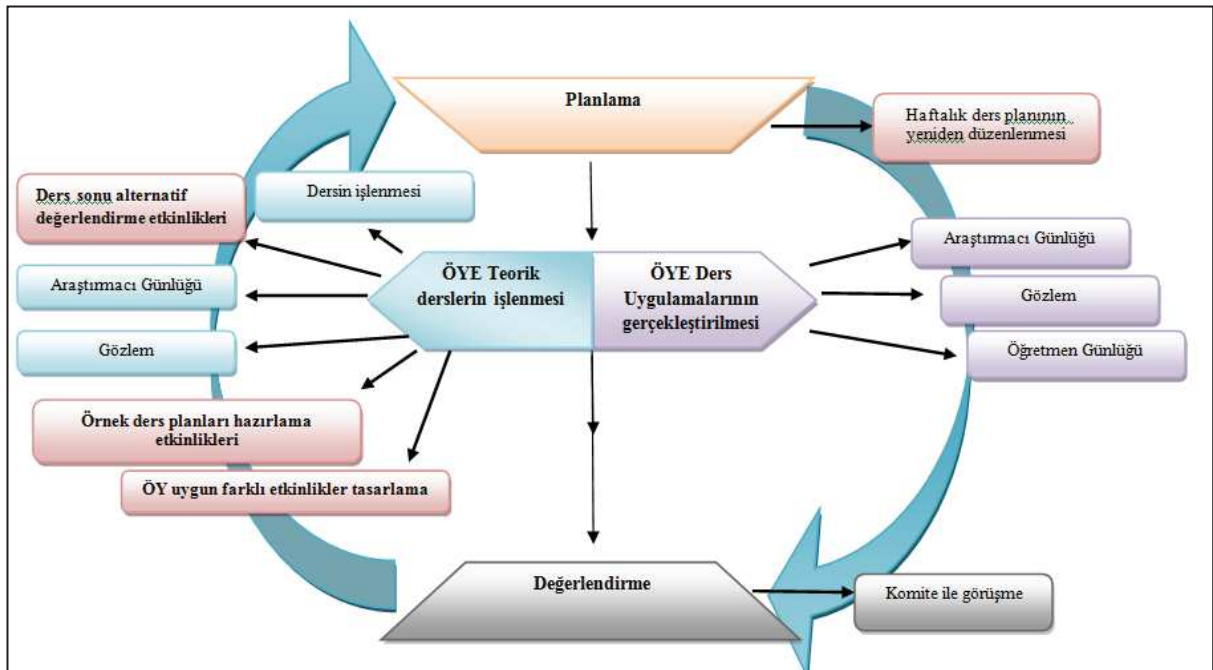 Planlama
Haftalık ders planının
yeniden düzenlenmesi
Ders sonu alternatif
değerlendirme etkinlikleri
Dersin işlenmesi
Araştırmacı Günlüğü
Gözlem
Örnek ders planları hazırlama
etkinlikleri
ÖY uygun farklı etkinlikler tasarlama
ÖYE Teorik
derslerin işlenmesi
ÖYE Ders
Uygulamalarının
gerçekleştirilmesi
Araştırmacı Günlüğü
Gözlem
Öğretmen Günlüğü
Değerlendirme
Komite ile görüşme